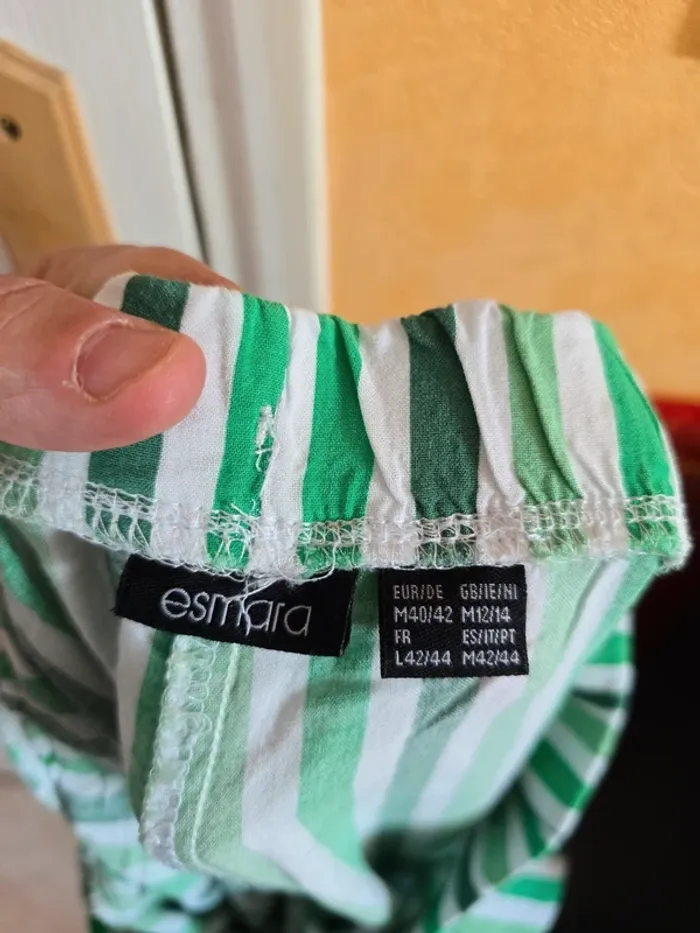 esmara
EUR/DE GB/IE/NI
M40/42 M12/14
FR ES/IT/PT
L42/44 M42/44